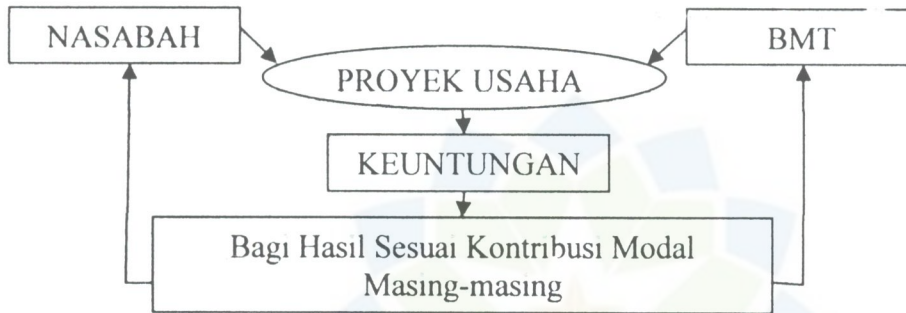 NASABAH
BMT
PROYEK USAHA
KEUNTUNGAN
Bagi Hasil Sesuai Kontribusi Modal
Masing-masing